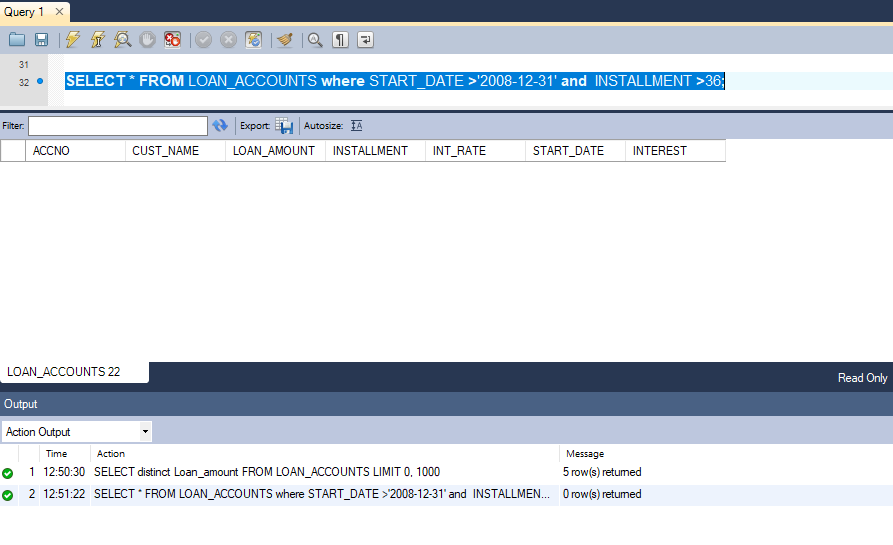 Query 1
31
32 SELECT * FROM LOAN_ACCOUNTS where START_DATE >'2008-12-31' and  INSTALLMENT >36;
Filter: Export: Autosize:
ACCNO CUST_NAME LOAN_AMOUNT INSTALLMENT INT_RATE START_DATE INTEREST
LOAN_ACCOUNTS 22
Read Only
Output
Action Output
Time Action Message
1 12:50:30 SELECT distinct Loan_amount FROM LOAN_ACCOUNTS LIMIT 0, 1000 5 row(s) returned
2 12:51:22 SELECT * FROM LOAN_ACCOUNTS where START_DATE >'2008-12-31' and  INSTALLMEN... 0 row(s) returned